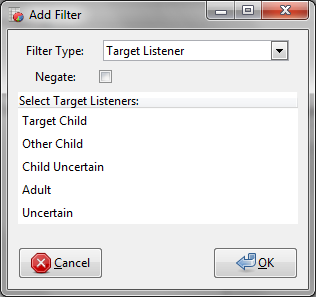 Add Filter
Filter Type: Target Listener
Negate:
Select Target Listeners:
Target Child
Other Child
Child Uncertain
Adult
Uncertain
Cancel OK